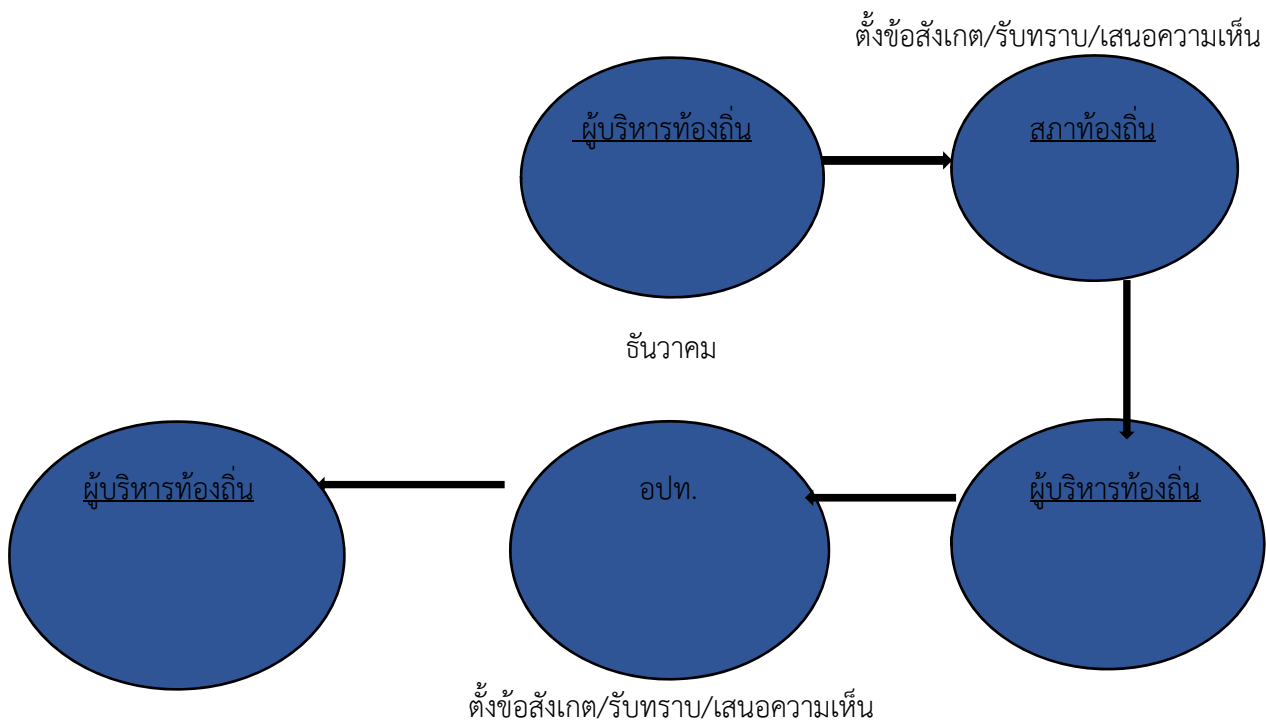 ตั้งข้อสังเกต/รับทราบ/เสนอความเห็น
ผู้บริหารท้องถิ่น
สภาท้องถิ่น
ธันวาคม
ผู้บริหารท้องถิ่น
อปท.
ผู้บริหารท้องถิ่น
ตั้งข้อสังเกต/รับทราบ/เสนอความเห็น